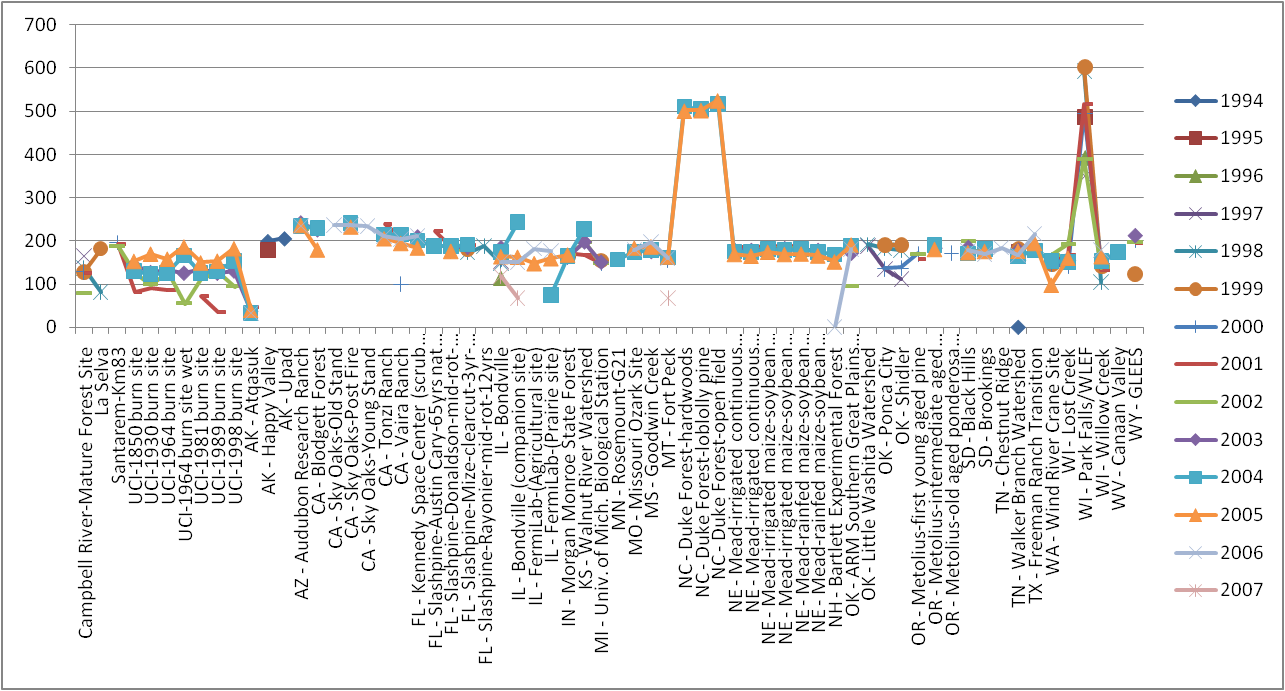 700
600
500
400
300
200
100
0
Campbell River-Mature Forest Site
La Selva
Santarem-Km83
UCI-1850 burn site
UCI-1930 burn site
UCI-1964 burn site
UCI-1964 burn site wet
UCI-1981 burn site
UCI-1989 burn site
UCI-1998 burn site
AK - Atqasuk
AK - Happy Valley
AK - Upad
AZ - Audubon Research Ranch
CA - Blodgett Forest
CA - Sky Oaks-Old Stand
CA - Sky Oaks-Post Fire
CA - Sky Oaks-Young Stand
CA - Tonzi Ranch
CA - Vaira Ranch
FL - Kennedy Space Center (scrub …
FL - Slashpine-Austin Cary-65yrs nat…
FL - Slashpine-Donaldson-mid-rot-…
FL - Slashpine-Mize-clearcut-3yr-…
FL - Slashpine-Rayonier-mid-rot-12yrs
IL - Bondville
IL - Bondville (companion site)
IL - FermiLab-(Agricultural site)
IL - FermiLab-(Prairie site)
IN - Morgan Monroe State Forest
KS - Walnut River Watershed
MI - Univ. of Mich. Biological Station
MN - Rosemount-G21
MO - Missouri Ozark Site
MS - Goodwin Creek
MT - Fort Peck
NC - Duke Forest-hardwoods
NC - Duke Forest-loblolly pine
NC - Duke Forest-open field
NE - Mead-irrigated continuous …
NE - Mead-irrigated continuous …
NE - Mead-irrigated maize-soybean …
NE - Mead-irrigated maize-soybean …
NE - Mead-rainfed maize-soybean …
NE - Mead-rainfed maize-soybean …
NH - Bartlett Experimental Forest
OK - ARM Southern Great Plains…
OK - Little Washita Watershed
OK - Ponca City
OK - Shidler
OR - Metolius-first young aged pine
OR - Metolius-intermediate aged …
OR - Metolius-old aged ponderosa …
SD - Black Hills
SD - Brookings
TN - Chestnut Ridge
TN - Walker Branch Watershed
TX - Freeman Ranch Transition
WA - Wind River Crane Site
WI - Lost Creek
WI - Park Falls/WLEF
WI - Willow Creek
WV - Canaan Valley
WY - GLEES
1994
1995
1996
1997
1998
1999
2000
2001
2002
2003
2004
2005
2006
2007